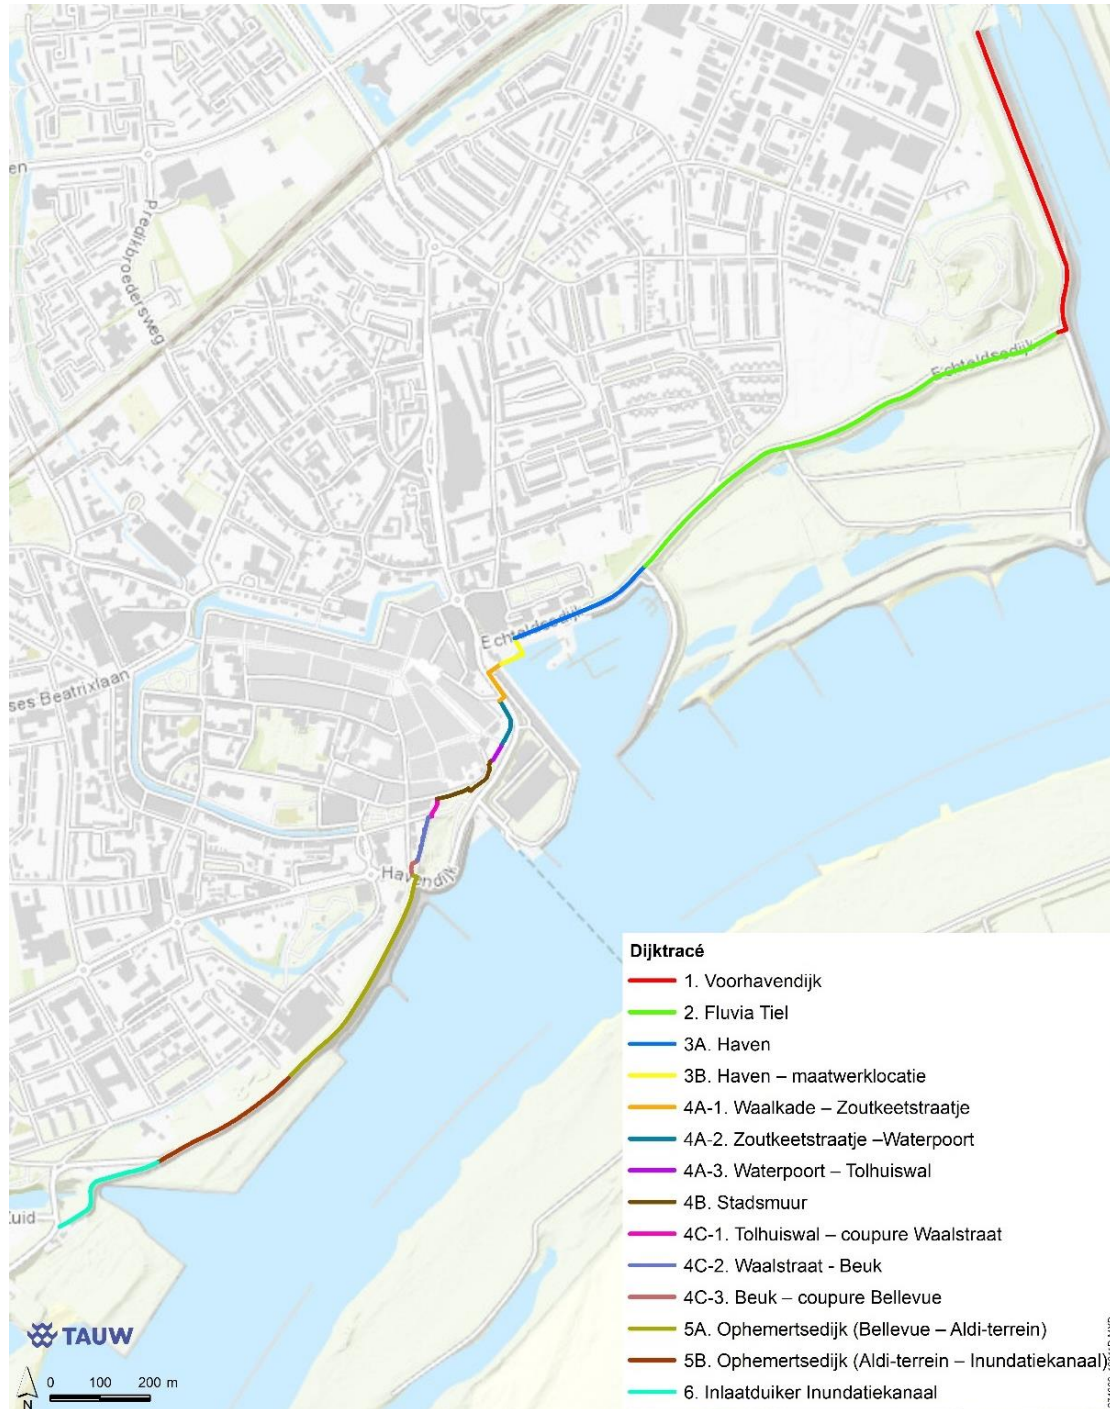 en
Predikbroedersweg
Echteldsedijk
Echteldsedijk
ses Beatrixlaan
Havendijk
Zuid
Dijktracé
1. Voorhavendijk
2. Fluvia Tiel
3A. Haven
3B. Haven – maatwerklocatie
4A-1. Waalkade – Zoutkeetstraatje
4A-2. Zoutkeetstraatje –Waterpoort
4A-3. Waterpoort – Tolhuiswal
4B. Stadsmuur
4C-1. Tolhuiswal – coupure Waalstraat
4C-2. Waalstraat - Beuk
4C-3. Beuk – coupure Bellevue
5A. Ophemertsedijk (Bellevue – Aldi-terrein)
5B. Ophemertsedijk (Aldi-terrein – Inundatiekanaal)
6. Inlaatduiker Inundatiekanaal
TAUW
0 100 200 m
N